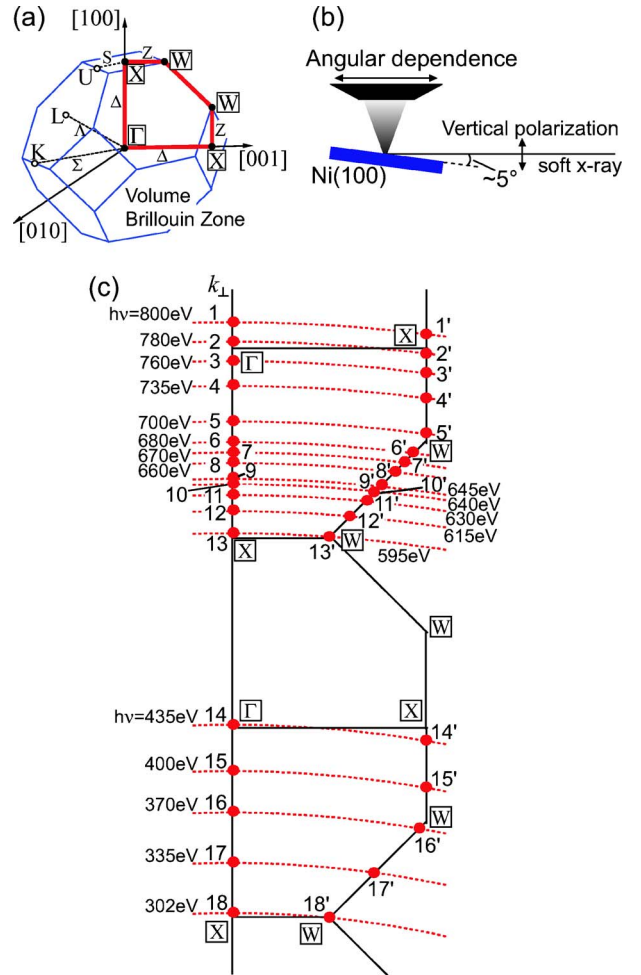 (a)
[100]
S
Z
W
U
X
Δ
W
L
Λ
Γ
Z
K
Δ
X
[001]
Σ
[010]
Volume
Brillouin Zone
(b)
Angular dependence
Vertical polarization
soft x-ray
Ni(100)
~5°
(c)
k⊥
hν=800eV 1 X 1'
780eV 2 2'
760eV 3 Γ 3'
735eV 4 4'
700eV 5 5'
680eV 6 6' W
670eV 7 7'
660eV 8 9 8'
9' 10' 645eV
10 11 11' 640eV
630eV
12 12' 615eV
13 13' W 595eV
X
W
hν=435eV 14 Γ X 14'
400eV 15 15'
370eV 16 W
16'
335eV 17
17'
302eV 18 18'
X W